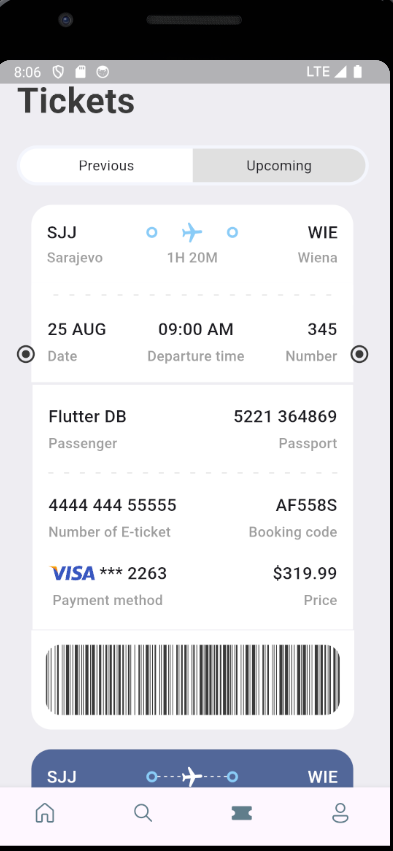 8:06 LTE
Tickets
Previous Upcoming
SJJ WIE
Sarajevo 1H 20M Wiena
25 AUG 09:00 AM 345
Date Departure time Number
Flutter DB 5221 364869
Passenger Passport
4444 444 55555 AF558S
Number of E-ticket Booking code
VISA *** 2263 $319.99
Payment method Price
SJJ WIE